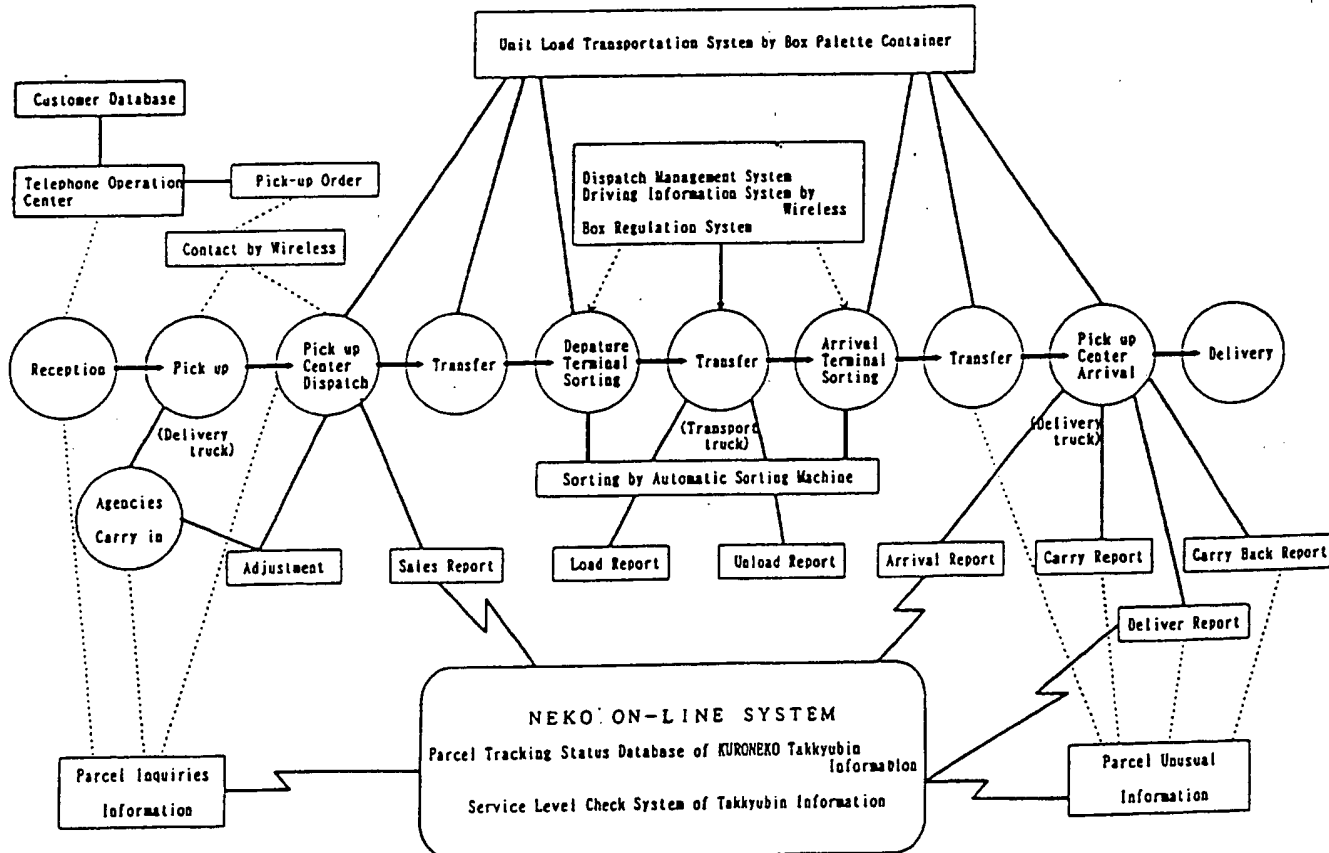 Unit Load Transportation System by Box Palette Container
Customer Database
Telephone Operation
Center
Pick-up Order
Contact by Wireless
Dispatch Management System
Driving Information System by
Wireless
Box Regulation System
Reception
Pick up
Pick up
Center
Dispatch
Transfer
Depature
Terminal
Sorting
Transfer
Arrival
Terminal
Sorting
Transfer
Pick up
Center
Arrival
Delivery
(Delivery
truck)
(Transport
truck)
(Delivery
truck)
Sorting by Automatic Sorting Machine
Agencies
Carry in
Adjustment
Sales Report
Load Report
Unload Report
Arrival Report
Carry Report
Carry Back Report
Deliver Report
NEKO ON-LINE SYSTEM
Parcel Tracking Status Database of KURONEKO Takkyubin
Information
Service Level Check System of Takkyubin Information
Parcel Inquiries
Information
Parcel Unusual
Information